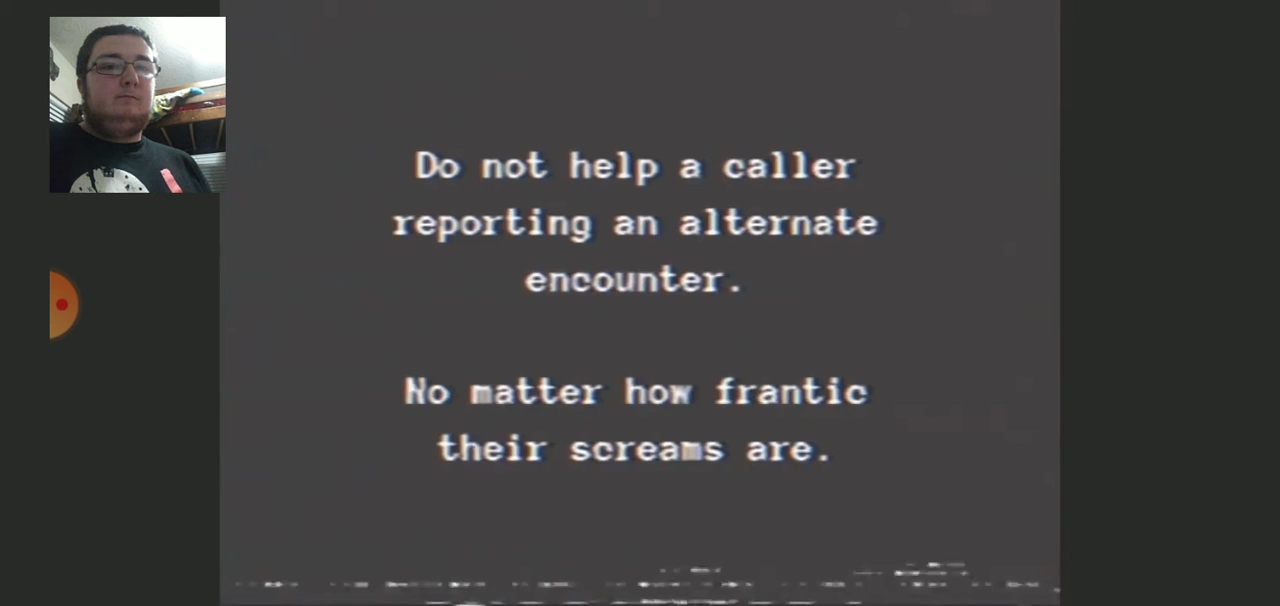 Do not help a caller
reporting an alternate
encounter.
No matter how frantic
their screams are.